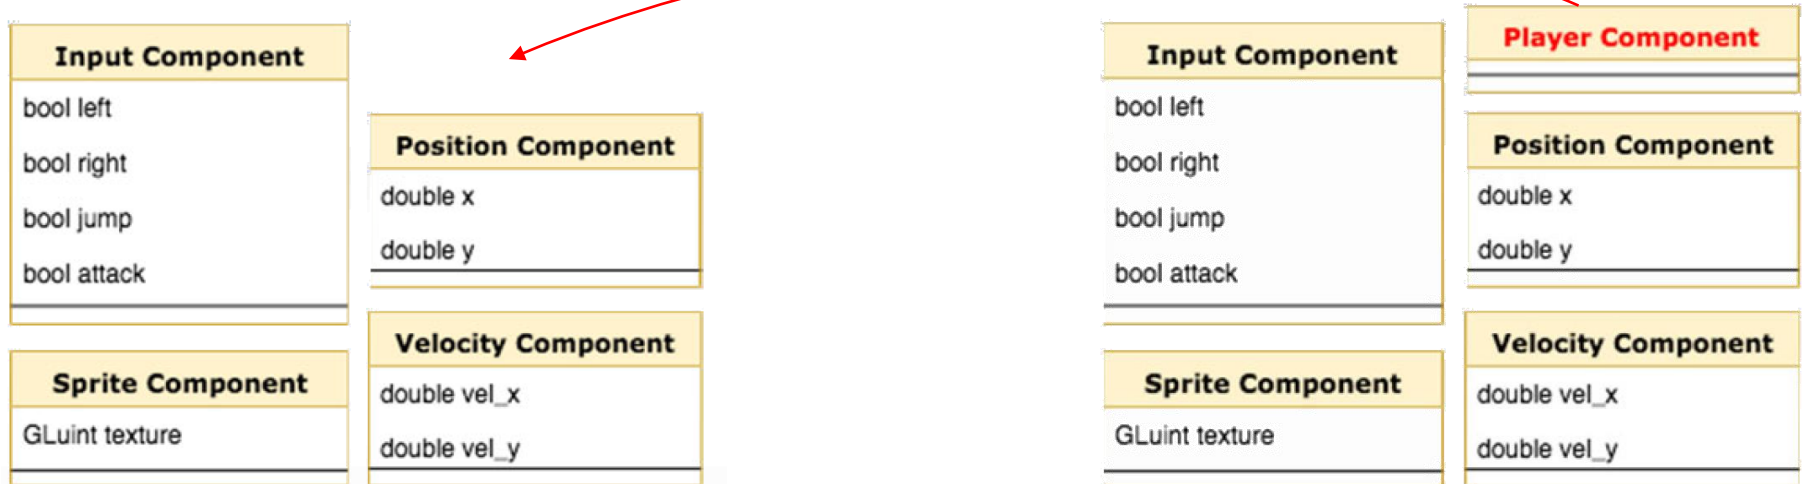 Input Component
bool left
bool right
bool jump
bool attack
Sprite Component
GLuint texture
Position Component
double x
double y
Velocity Component
double vel_x
double vel_y
Input Component
bool left
bool right
bool jump
bool attack
Sprite Component
GLuint texture
Player Component
Position Component
double x
double y
Velocity Component
double vel_x
double vel_y